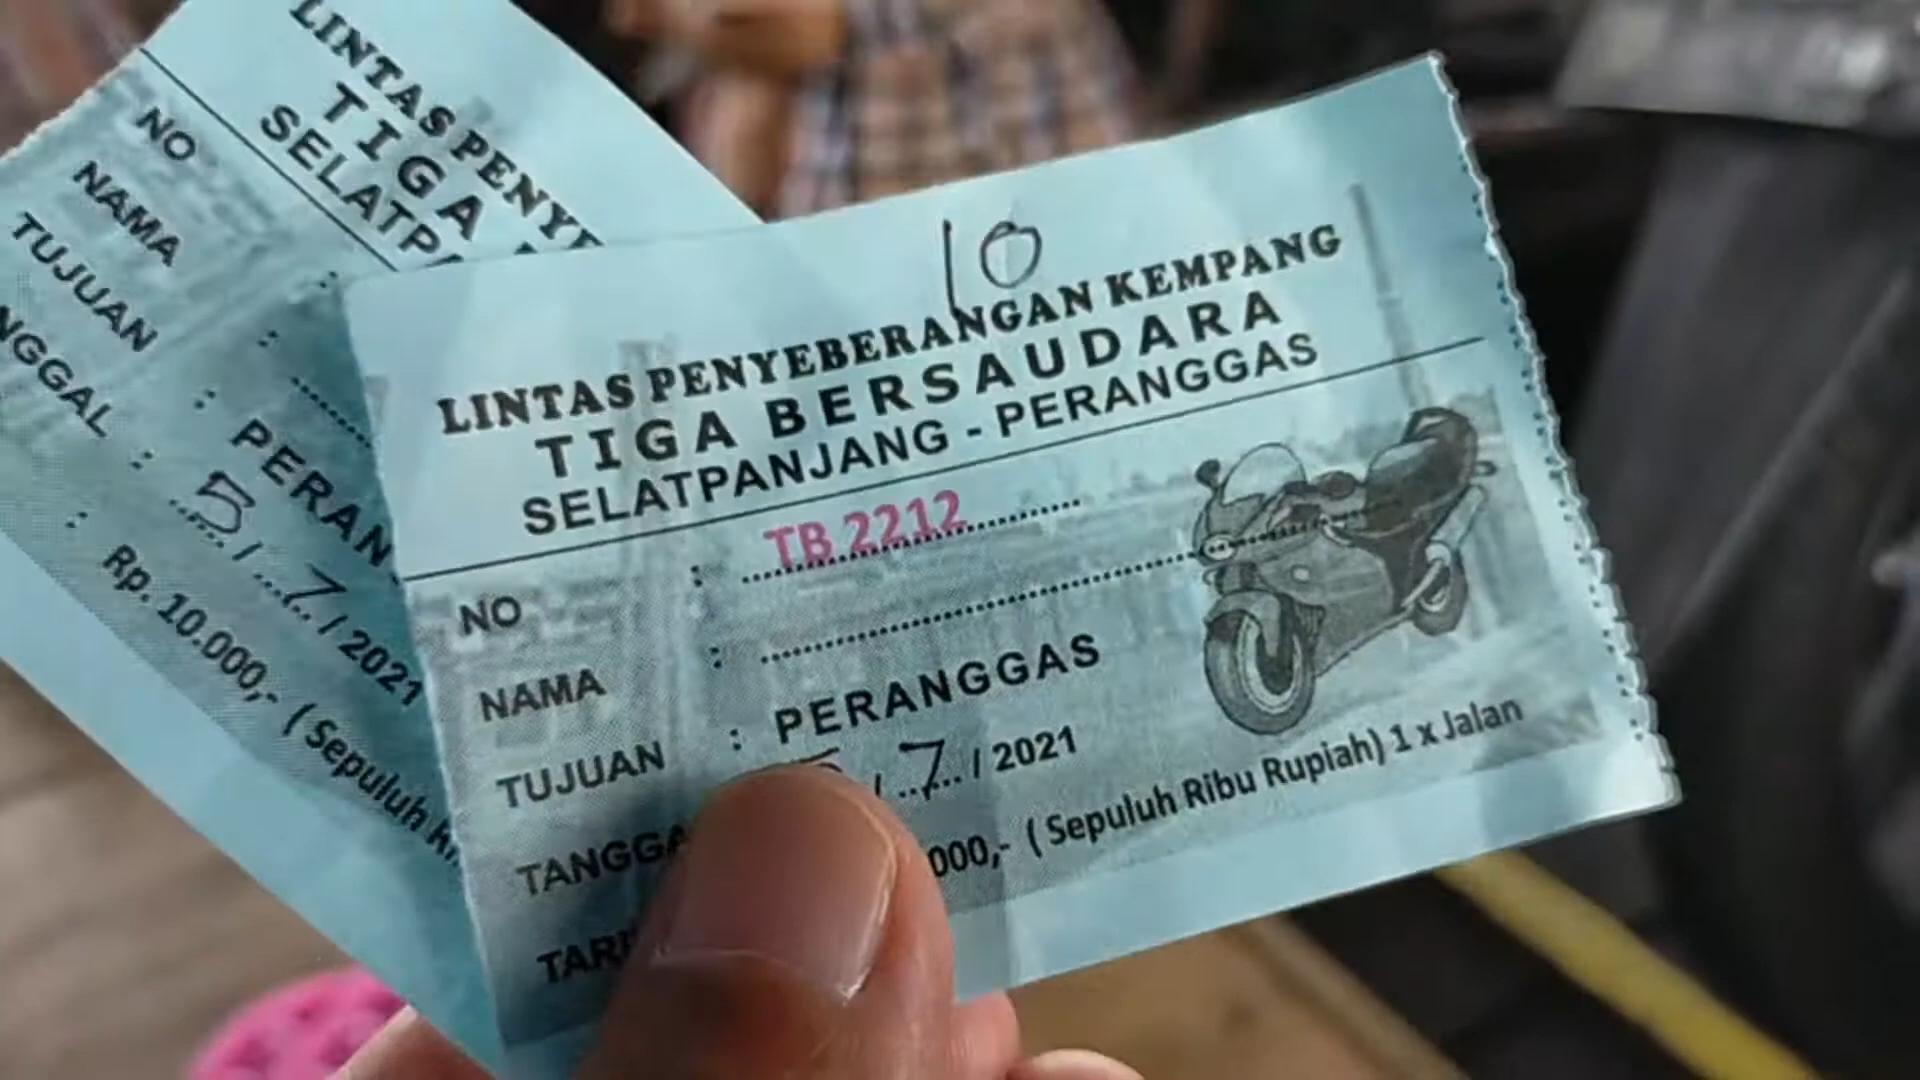 LINTAS PENYE
TIGA
SELATP
NO :
NAMA :
TUJUAN : PERAN
NGGAL : 5 / 7 / 2021
: Rp. 10.000,- ( Sepuluh
10
LINTAS PENYEBERANGAN KEMPANG
TIGA BERSAUDARA
SELATPANJANG - PERANGGAS
NO : TB 2212
NAMA :
TUJUAN : PERANGGAS
TANGGA / 7 / 2021
TARI 000,- ( Sepuluh Ribu Rupiah) 1 x Jalan